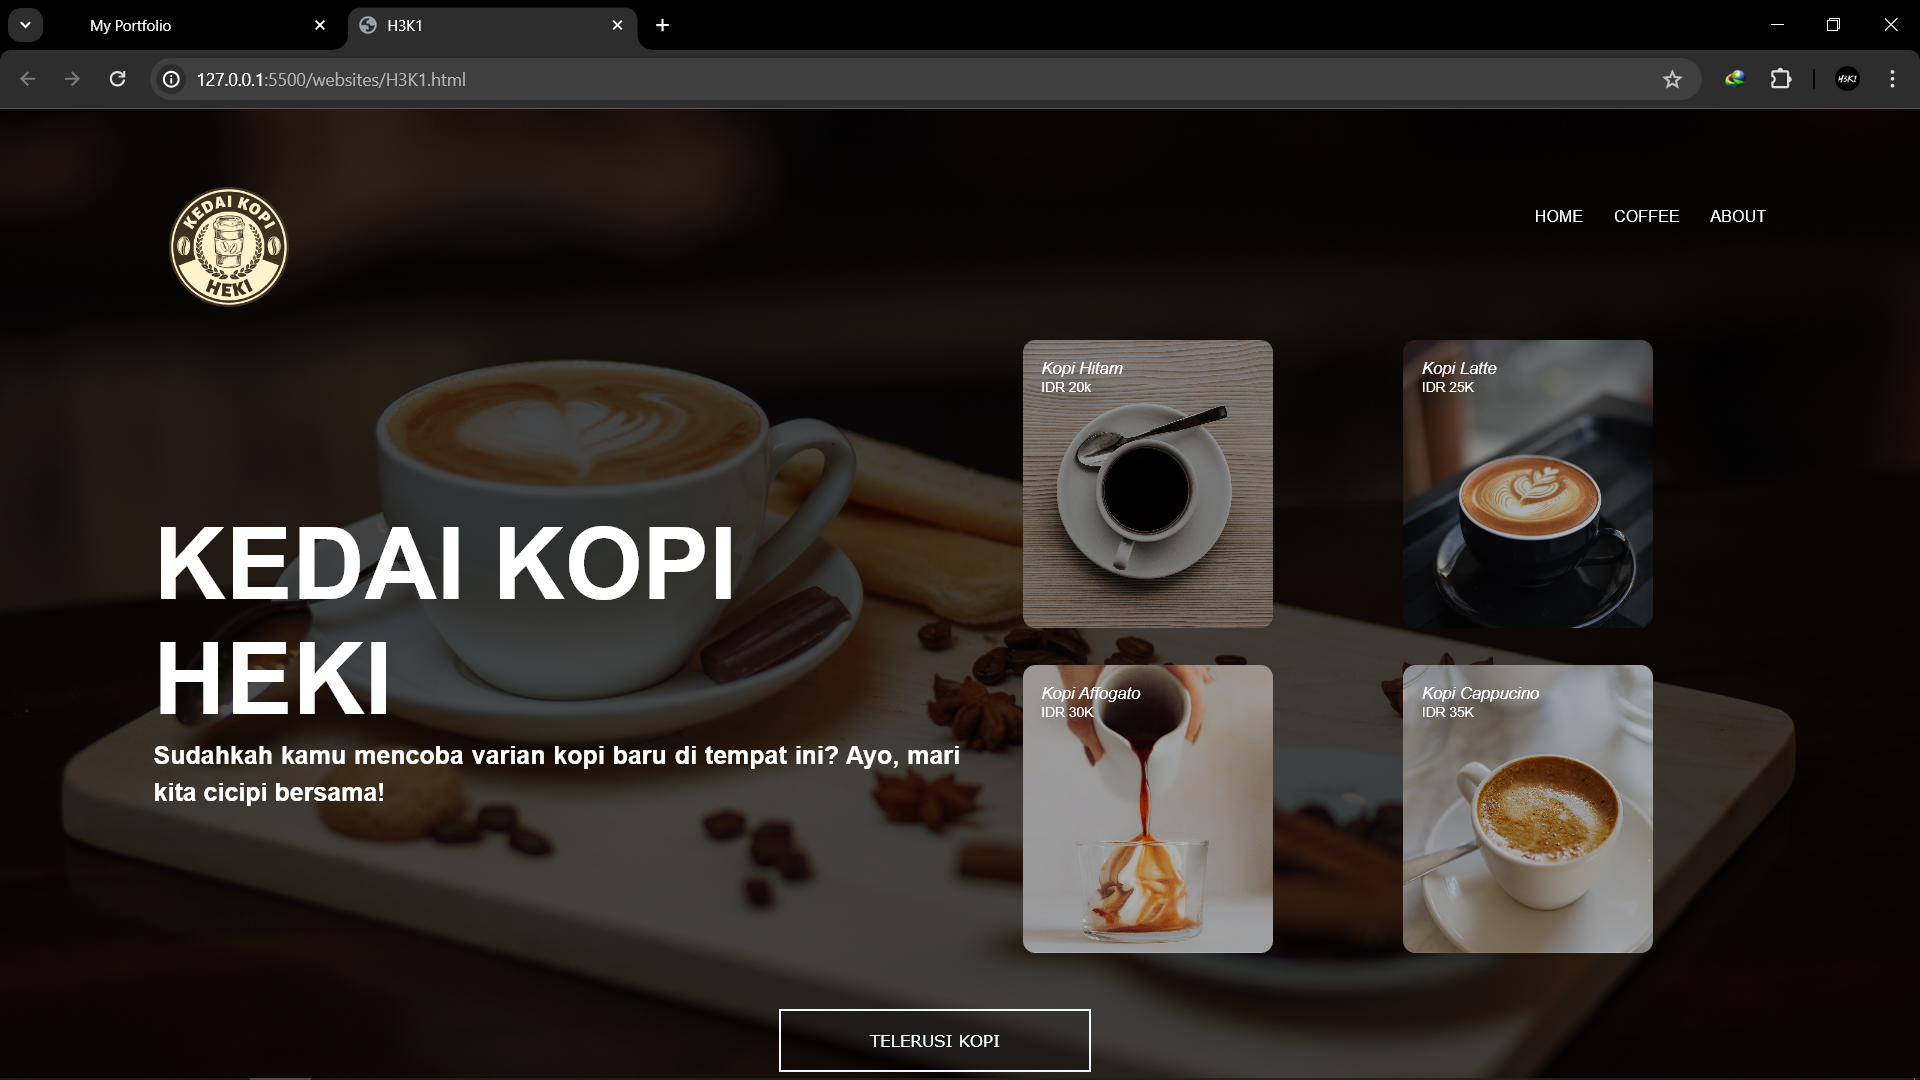 My Portfolio
H3K1
127.0.0.1:5500/websites/H3K1.html
H3K1
KEDAI KOPI
HEKI
HOME COFFEE ABOUT
Kopi Hitam
IDR 20k
Kopi Latte
IDR 25K
KEDAI KOPI
HEKI
Sudahkah kamu mencoba varian kopi baru di tempat ini? Ayo, mari
kita cicipi bersama!
Kopi Affogato
IDR 30K
Kopi Cappucino
IDR 35K
TELERUSI KOPI